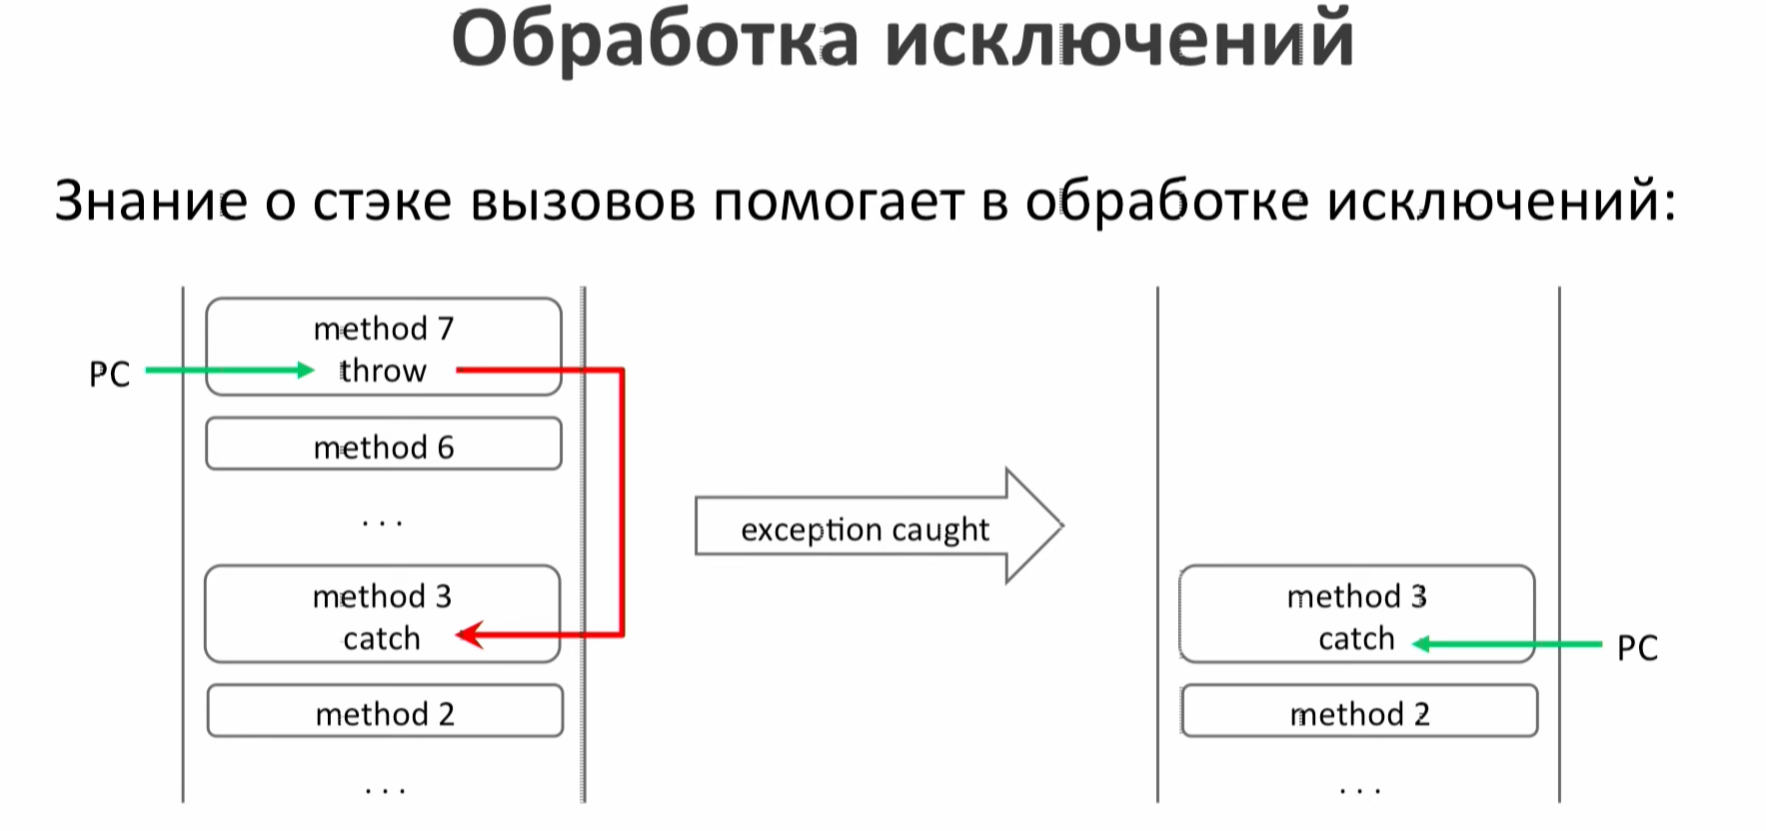 Обработка исключений
Знание о стэке вызовов помогает в обработке исключений:
method 7
PC
throw
method 6
. . .
method 3
catch
method 2
. . .
exception caught
method 3
catch
PC
method 2
. . .